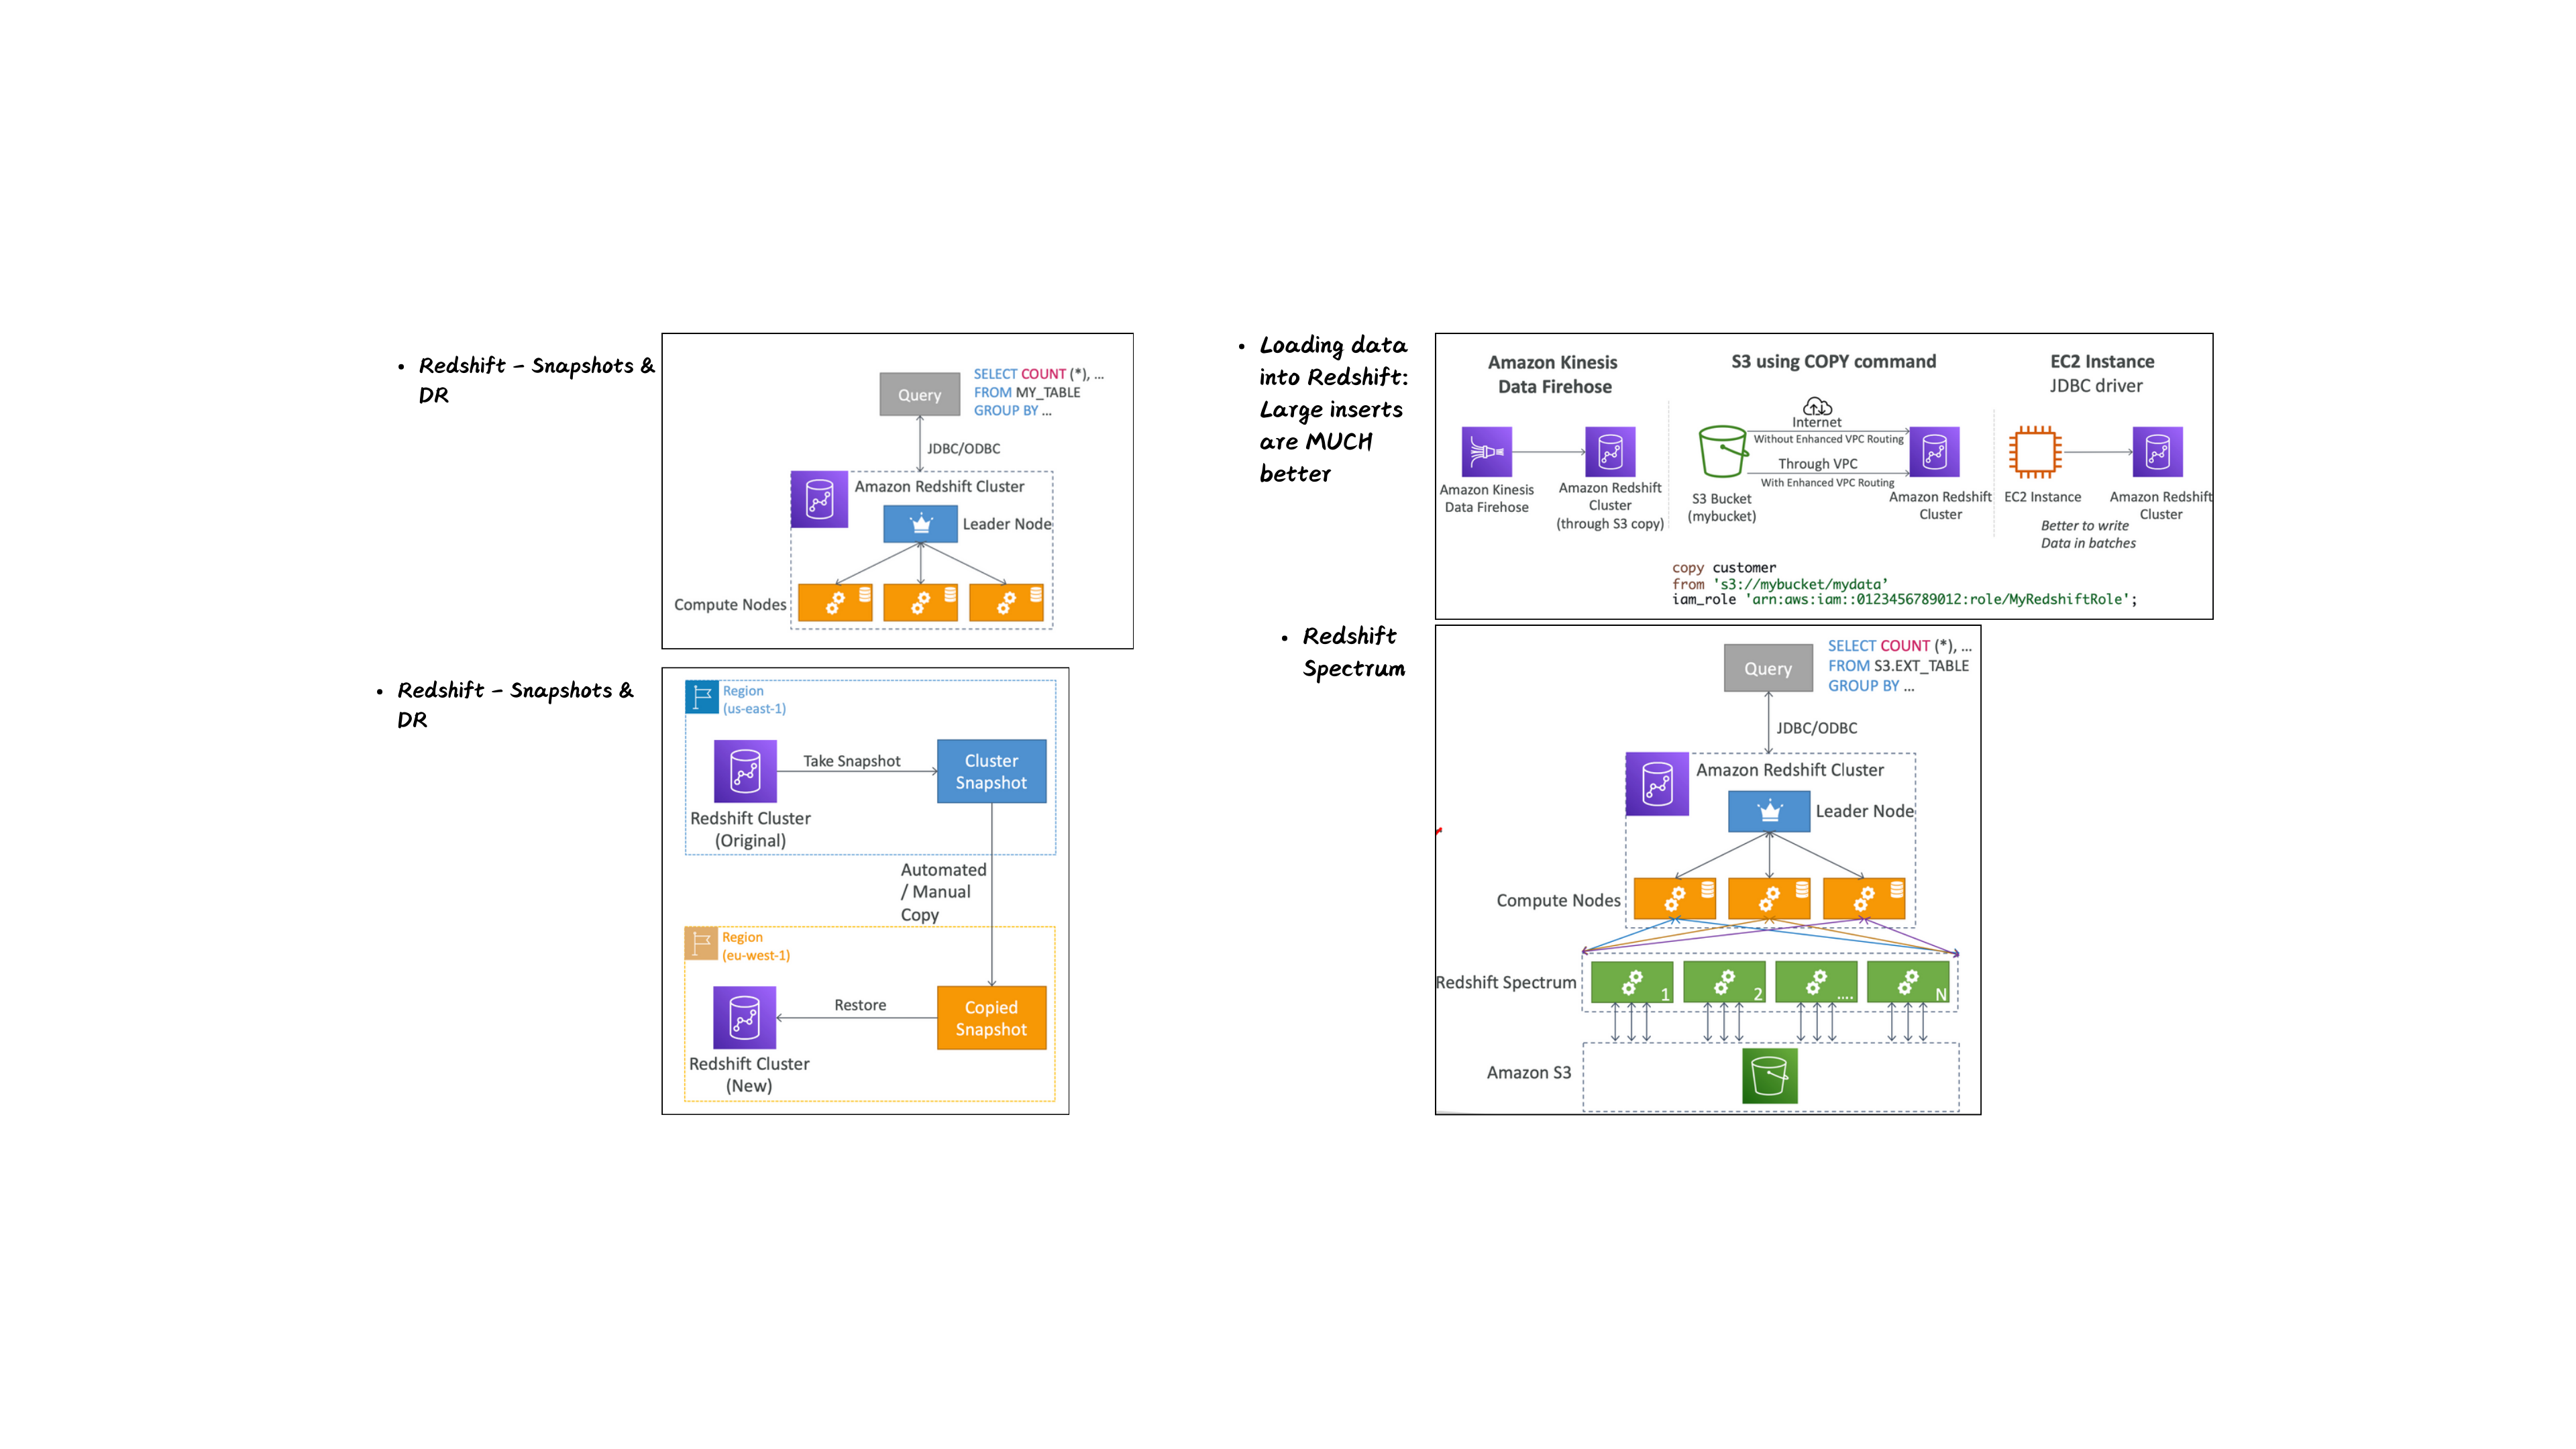 Redshift – Snapshots &
DR
Query
SELECT COUNT (*), ...
FROM MY_TABLE
GROUP BY ...
JDBC/ODBC
Amazon Redshift Cluster
Leader Node
Compute Nodes
Redshift – Snapshots &
DR
Region
(us-east-1)
Take Snapshot
Cluster
Snapshot
Redshift Cluster
(Original)
Automated
/ Manual
Copy
Region
(eu-west-1)
Restore
Copied
Snapshot
Redshift Cluster
(New)
Loading data
into Redshift:
Large inserts
are MUCH
better
Amazon Kinesis
Data Firehose
Amazon Kinesis
Data Firehose
Amazon Redshift
Cluster
(through S3 copy)
S3 using COPY command
Internet
Without Enhanced VPC Routing
Through VPC
With Enhanced VPC Routing
S3 Bucket
(mybucket)
Amazon Redshift
Cluster
EC2 Instance
JDBC driver
EC2 Instance
Amazon Redshift
Cluster
Better to write
Data in batches
copy customer
from 's3://mybucket/mydata’
iam_role 'arn:aws:iam::0123456789012:role/MyRedshiftRole';
Redshift
Spectrum
Query
SELECT COUNT (*), ...
FROM S3.EXT_TABLE
GROUP BY ...
JDBC/ODBC
Amazon Redshift Cluster
Leader Node
Compute Nodes
Redshift Spectrum
1
2
....
N
Amazon S3